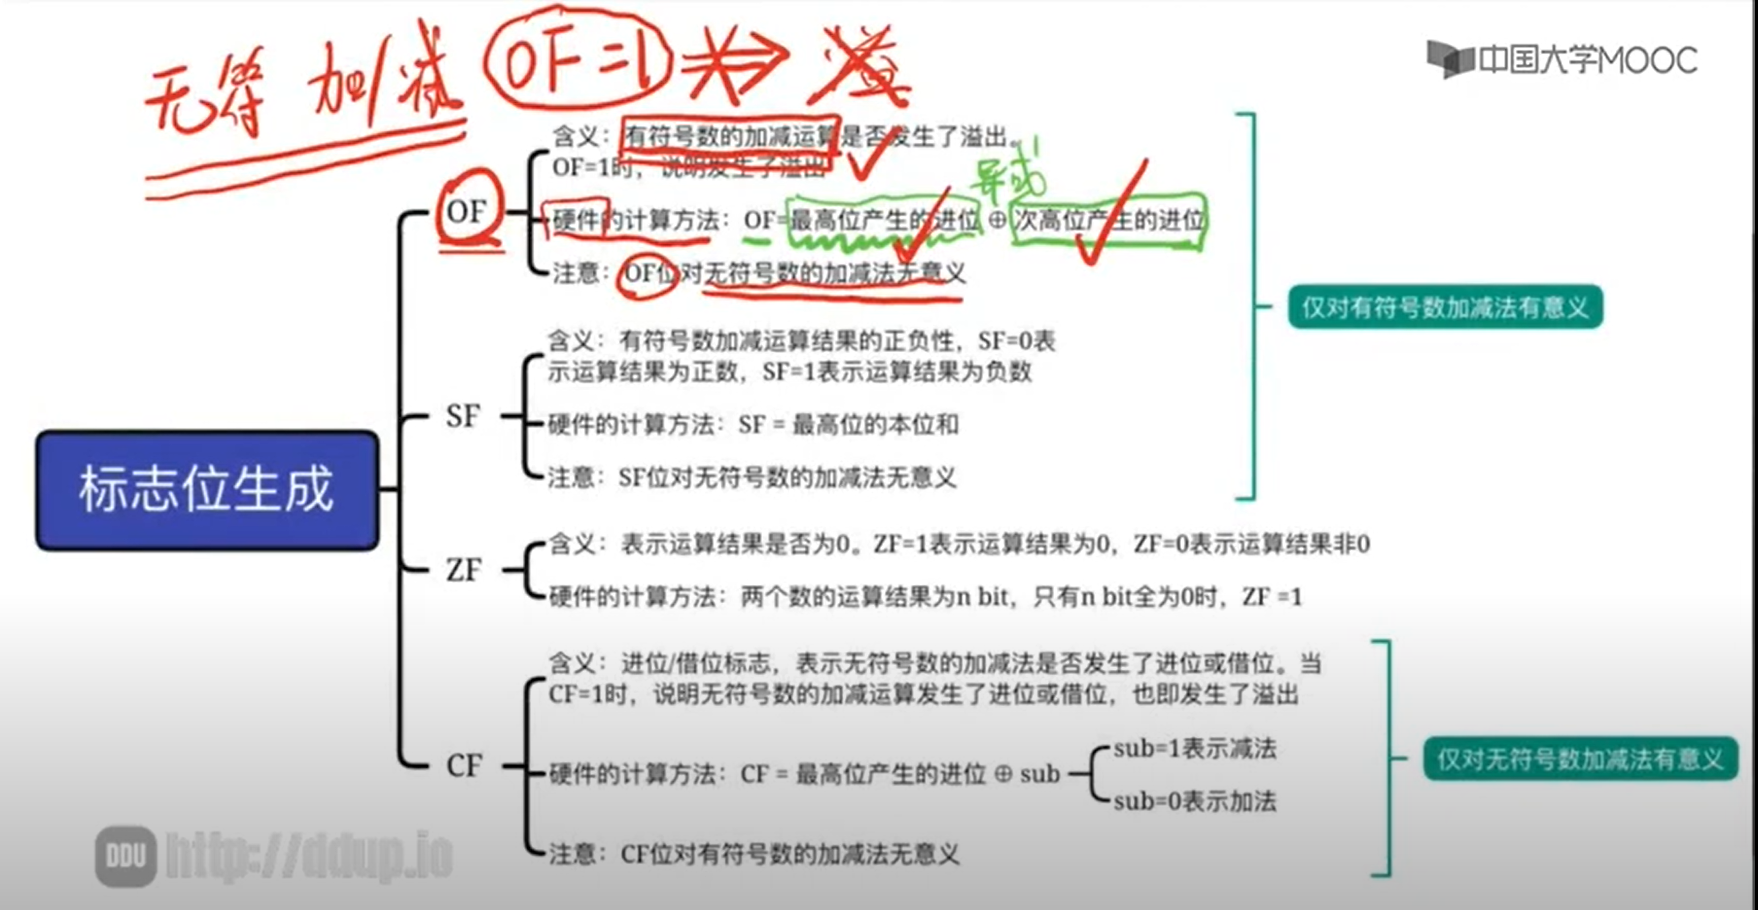 无符 加/减 OF=1 溢
中国大学MOOC
含义：有符号数的加减运算是否发生了溢出。
OF=1时，说明发生了溢出
异或
OF
硬件的计算方法：OF=最高位产生的进位 ⊕ 次高位产生的进位
注意：OF位对无符号数的加减法无意义
仅对有符号数加减法有意义
含义：有符号数加减运算结果的正负性，SF=0表
示运算结果为正数，SF=1表示运算结果为负数
SF
硬件的计算方法：SF = 最高位的本位和
注意：SF位对无符号数的加减法无意义
标志位生成
含义：表示运算结果是否为0。ZF=1表示运算结果为0，ZF=0表示运算结果非0
ZF
硬件的计算方法：两个数的运算结果为n bit，只有n bit全为0时，ZF =1
含义：进位/借位标志，表示无符号数的加减法是否发生了进位或借位。当
CF=1时，说明无符号数的加减运算发生了进位或借位，也即发生了溢出
CF
硬件的计算方法：CF = 最高位产生的进位 ⊕ sub
sub=1表示减法
sub=0表示加法
仅对无符号数加减法有意义
注意：CF位对有符号数的加减法无意义
DDU http://ddup.io